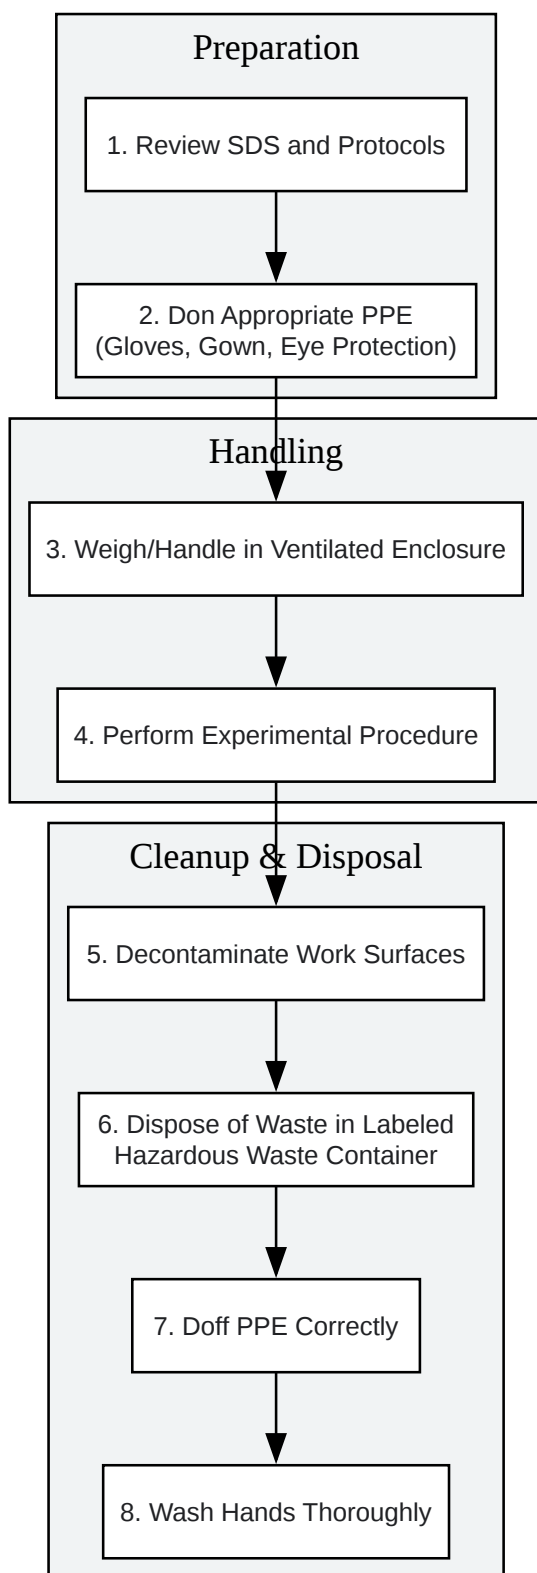 Preparation
1. Review SDS and Protocols
2. Don Appropriate PPE
(Gloves, Gown, Eye Protection)
Handling
3. Weigh/Handle in Ventilated Enclosure
4. Perform Experimental Procedure
Cleanup & Disposal
5. Decontaminate Work Surfaces
6. Dispose of Waste in Labeled
Hazardous Waste Container
7. Doff PPE Correctly
8. Wash Hands Thoroughly